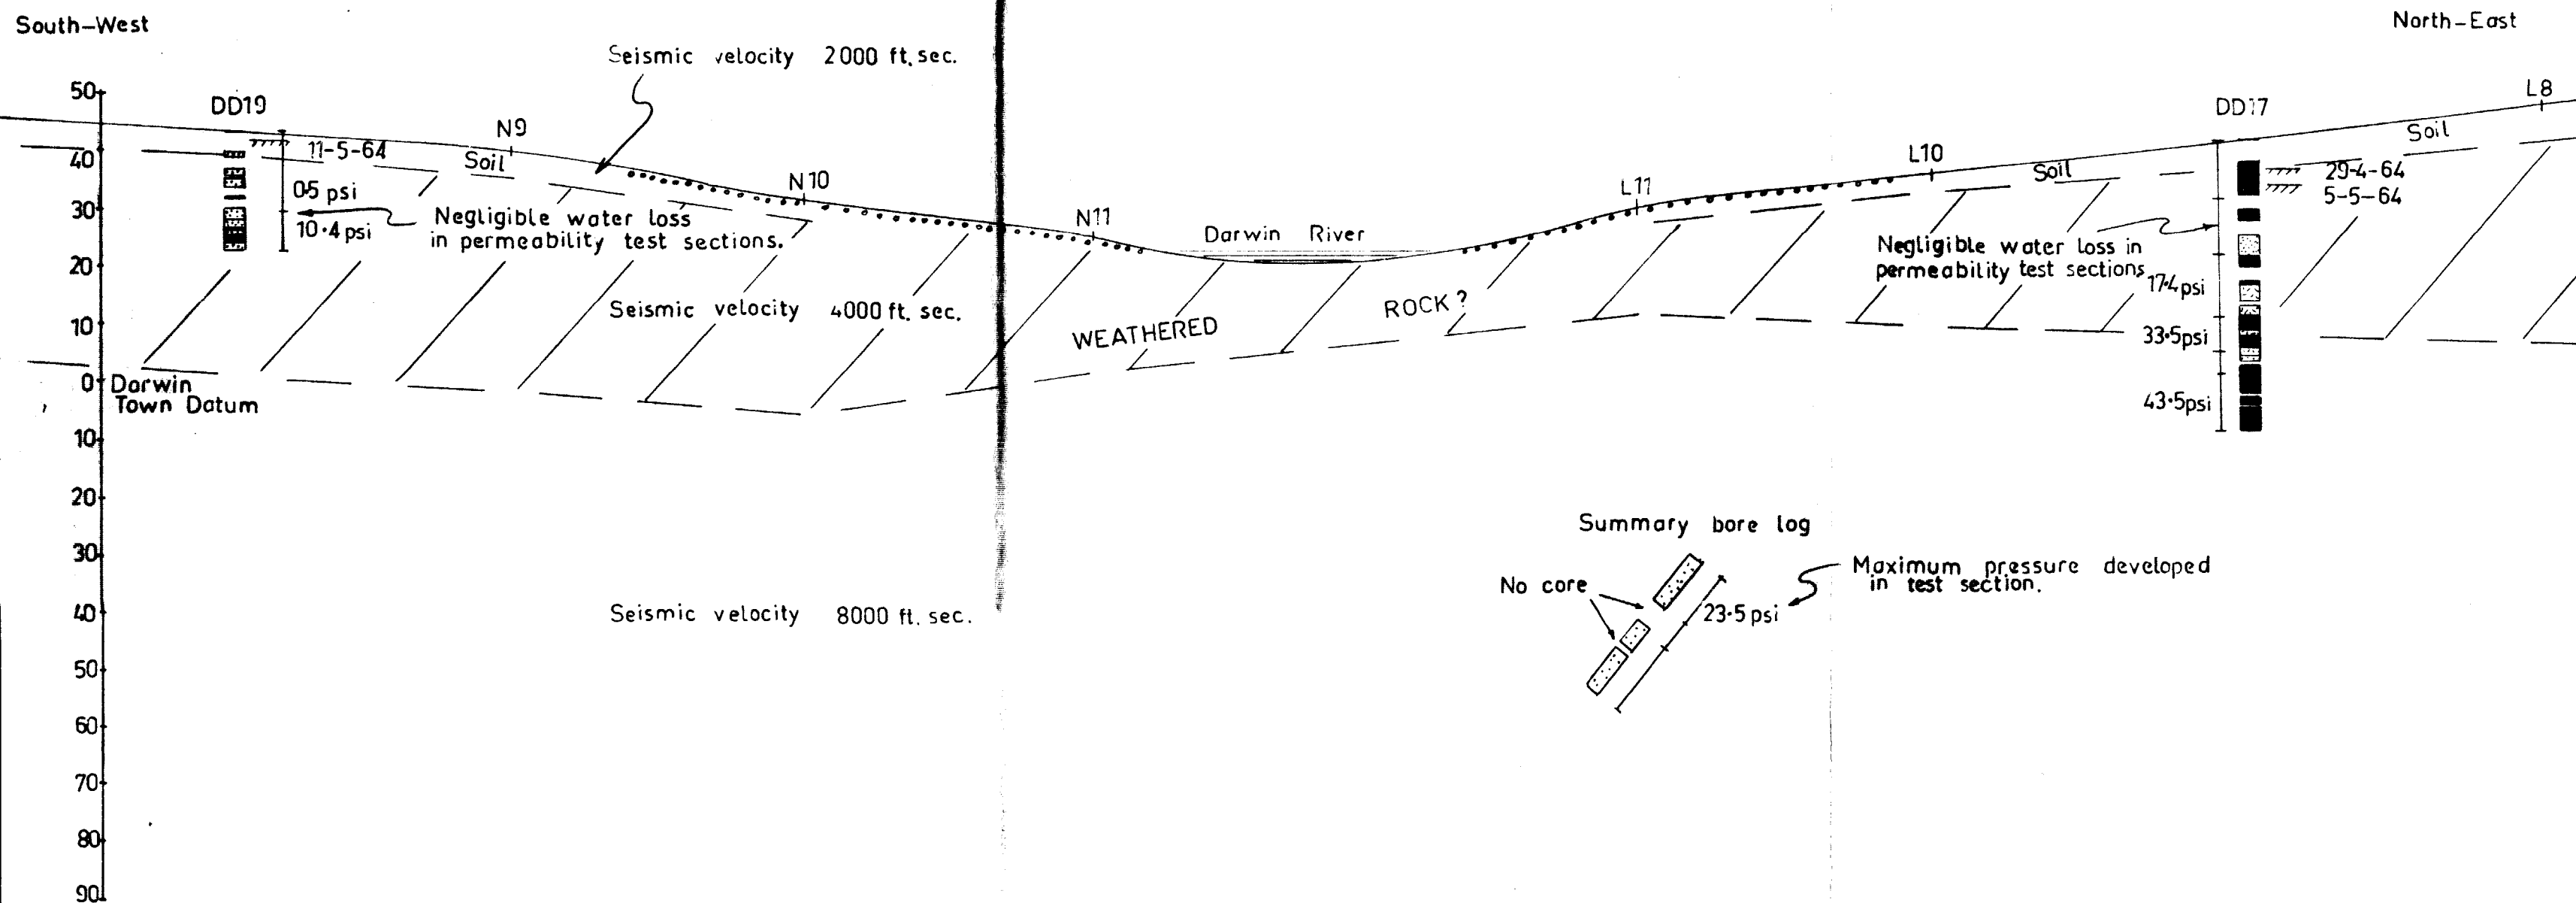 South-West
North-East
Seismic velocity 2000 ft. sec.
DD19
N9
N10
N11
L11
L10
DD17
L8
50
40
30
20
10
0
10
20
30
40
50
60
70
80
90
Darwin
Town Datum
11-5-64
Soil
0.5 psi
10.4 psi
Negligible water loss
in permeability test sections.
Darwin River
Soil
Soil
29-4-64
5-5-64
Negligible water loss in
permeability test sections
17.4 psi
33.5 psi
43.5 psi
Seismic velocity 4000 ft. sec.
WEATHERED
ROCK ?
Seismic velocity 8000 ft. sec.
Summary bore log
No core
23.5 psi
Maximum pressure developed
in test section.